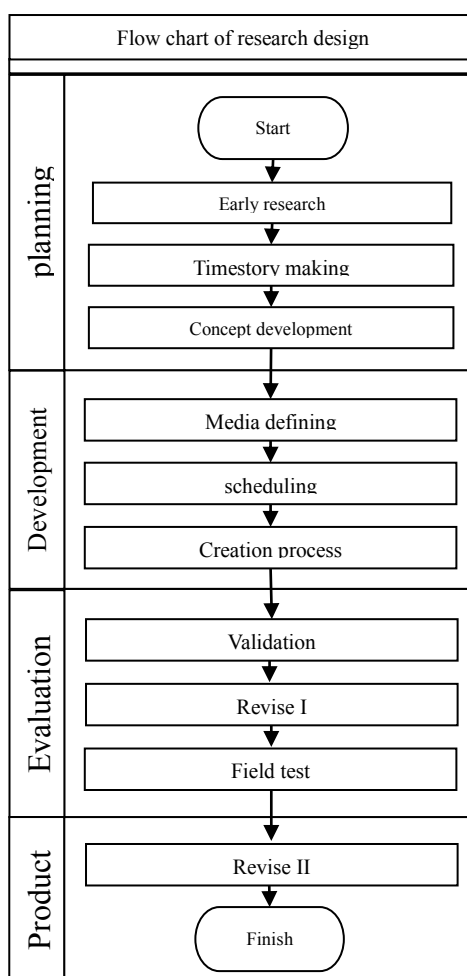 Flow chart of research design
planning
Start
Early research
Timestory making
Concept development
Development
Media defining
scheduling
Creation process
Evaluation
Validation
Revise I
Field test
Product
Revise II
Finish